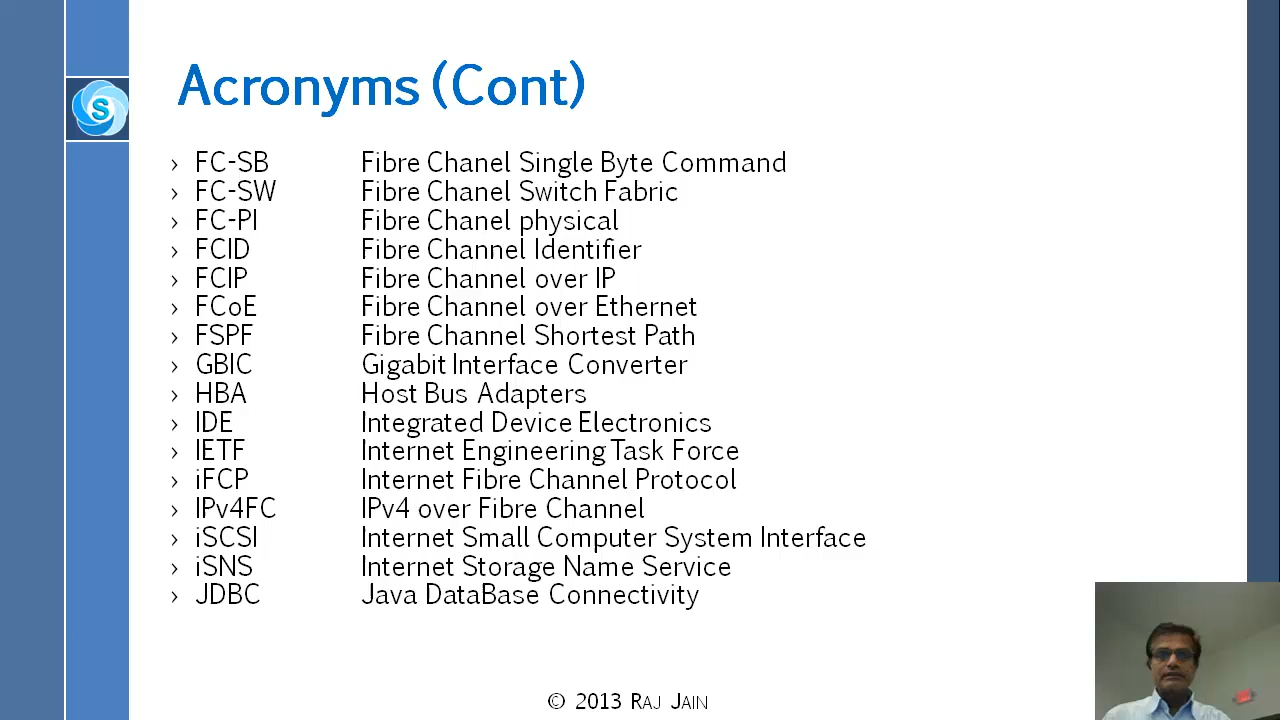 Acronyms (Cont)
S
› FC-SB Fibre Chanel Single Byte Command
› FC-SW Fibre Chanel Switch Fabric
› FC-PI Fibre Chanel physical
› FCID Fibre Channel Identifier
› FCIP Fibre Channel over IP
› FCoE Fibre Channel over Ethernet
› FSPF Fibre Channel Shortest Path
› GBIC Gigabit Interface Converter
› HBA Host Bus Adapters
› IDE Integrated Device Electronics
› IETF Internet Engineering Task Force
› iFCP Internet Fibre Channel Protocol
› IPv4FC IPv4 over Fibre Channel
› iSCSI Internet Small Computer System Interface
› iSNS Internet Storage Name Service
› JDBC Java DataBase Connectivity
© 2013 Raj Jain